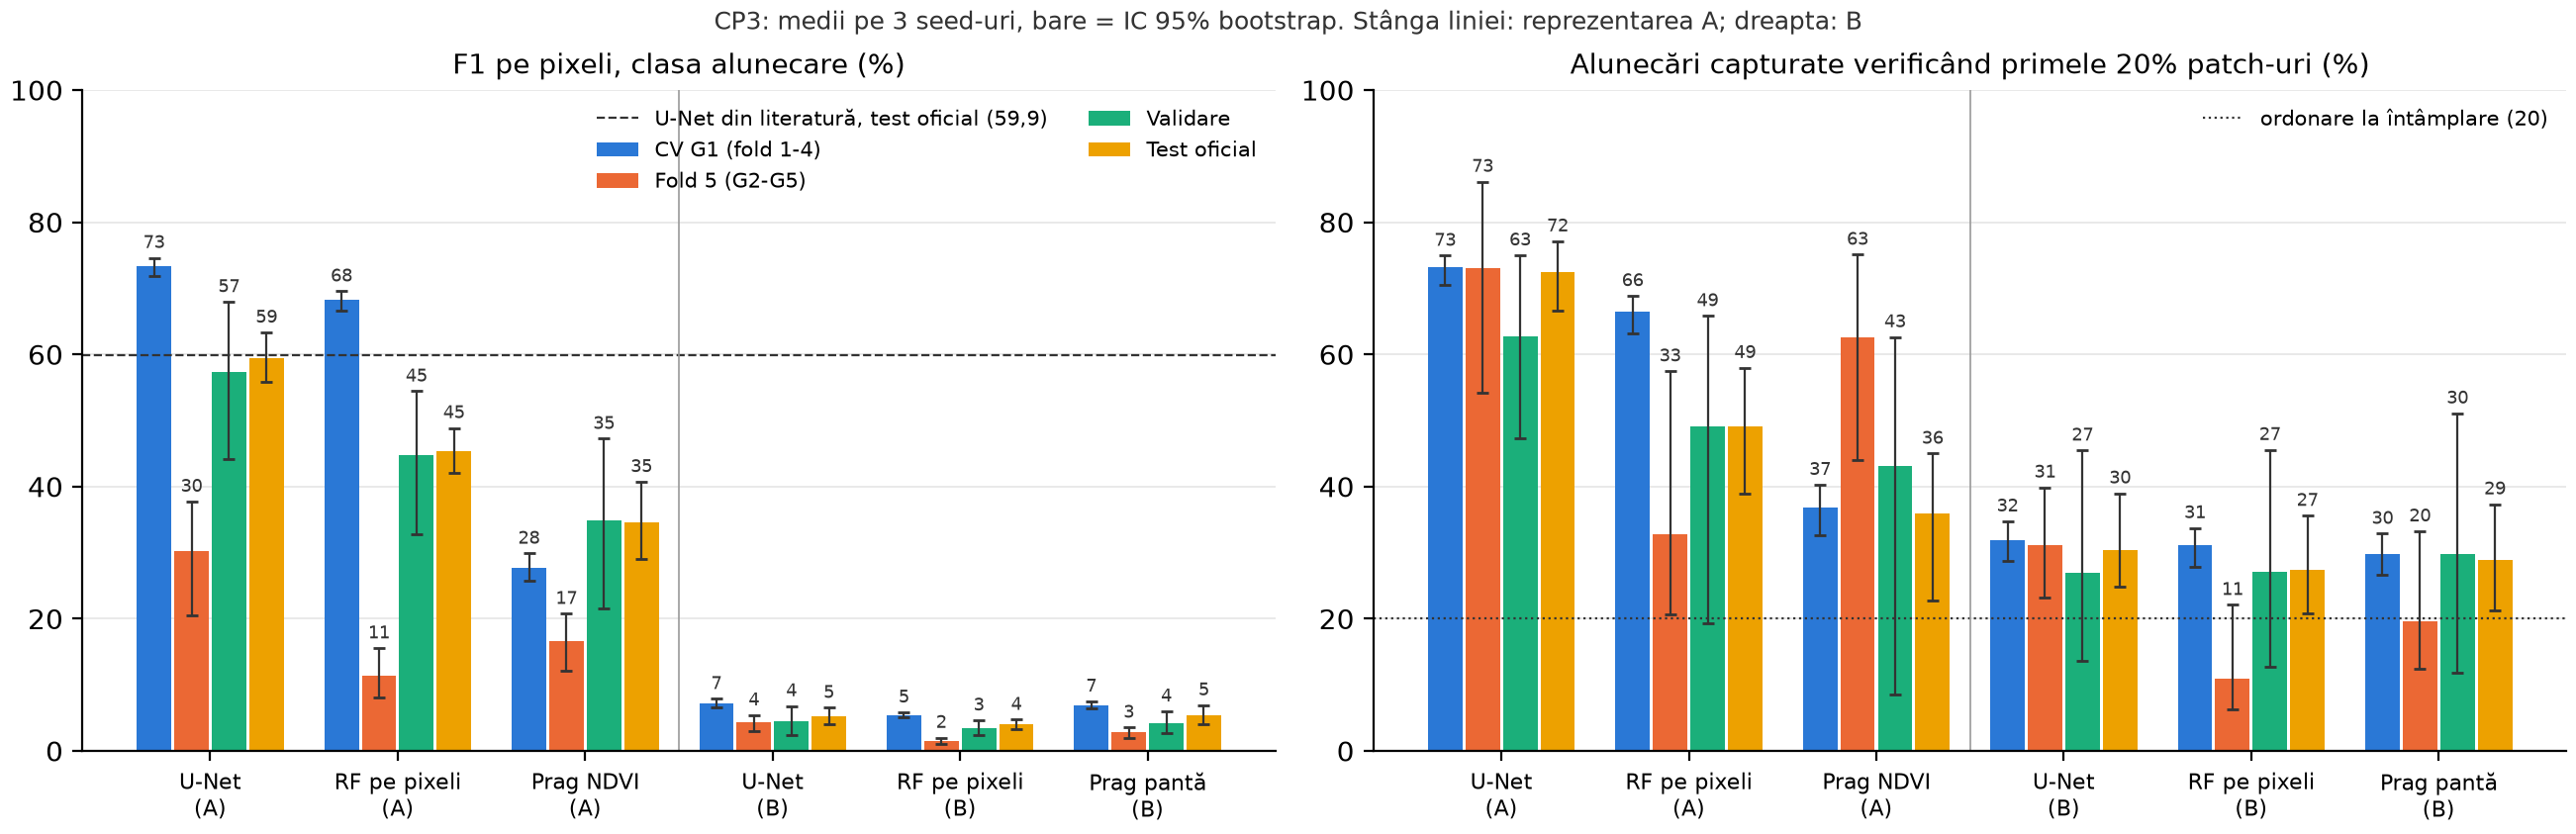 CP3: medii pe 3 seed-uri, bare = IC 95% bootstrap. Stânga liniei: reprezentarea A; dreapta: B
F1 pe pixeli, clasa alunecare (%)
100
80
60
40
20
0
U-Net din literatură, test oficial (59,9)
CV G1 (fold 1-4)
Fold 5 (G2-G5)
Validare
Test oficial
73
30
57
59
68
11
45
45
28
17
35
35
7
4
4
5
5
2
3
4
7
3
4
5
U-Net
(A)
RF pe pixeli
(A)
Prag NDVI
(A)
U-Net
(B)
RF pe pixeli
(B)
Prag pantă
(B)
Alunecări capturate verificând primele 20% patch-uri (%)
100
80
60
40
20
0
ordonare la întâmplare (20)
73
73
63
72
66
33
49
49
37
63
43
36
32
31
27
30
31
11
27
27
30
20
30
29
U-Net
(A)
RF pe pixeli
(A)
Prag NDVI
(A)
U-Net
(B)
RF pe pixeli
(B)
Prag pantă
(B)